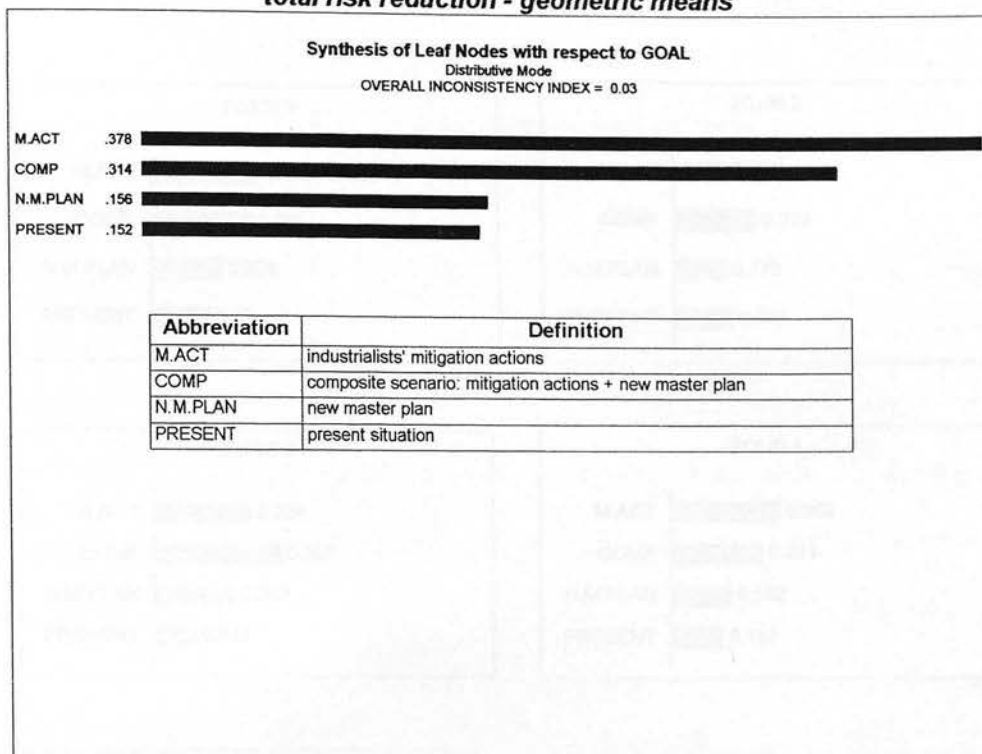 total risk reduction - geometric means
Synthesis of Leaf Nodes with respect to GOAL
Distributive Mode
OVERALL INCONSISTENCY INDEX = 0.03
M.ACT .378
COMP .314
N.M.PLAN .156
PRESENT .152
Abbreviation Definition
M.ACT industrialists' mitigation actions
COMP composite scenario: mitigation actions + new master plan
N.M.PLAN new master plan
PRESENT present situation